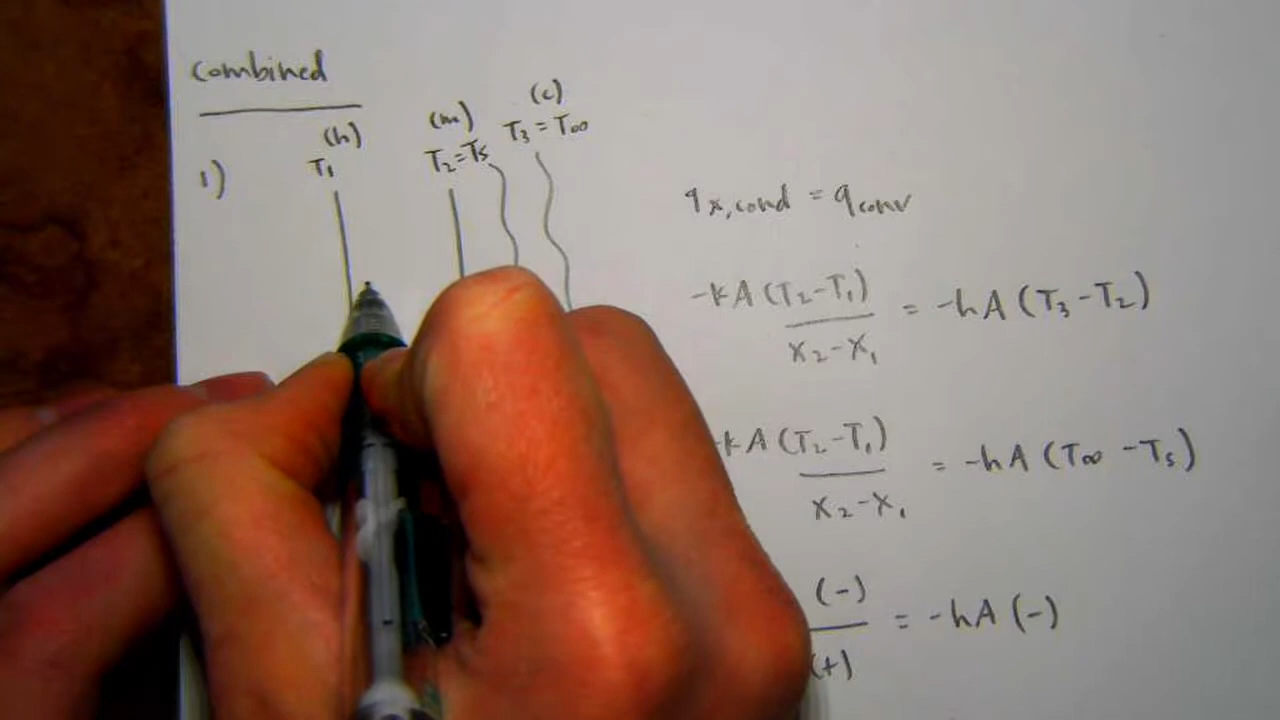 Combined
(h) (m) (c)
1) T₁ T₂=Ts T₃=T∞
qx,cond = qconv
-kA (T₂-T₁) = -hA (T₃-T₂)
x₂-x₁
-kA (T₂-T₁) = -hA (T∞-Ts)
x₂-x₁
(-) = -hA (-)
(+)